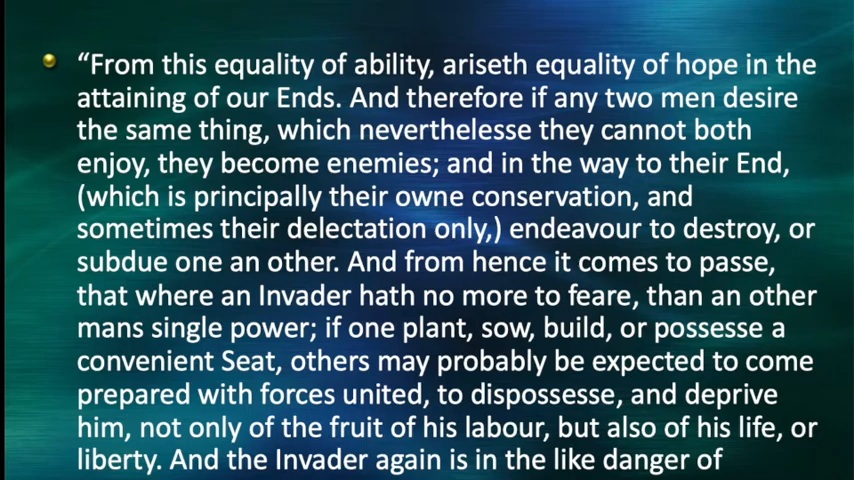 “From this equality of ability, ariseth equality of hope in the
attaining of our Ends. And therefore if any two men desire
the same thing, which neverthelesse they cannot both
enjoy, they become enemies; and in the way to their End,
(which is principally their owne conservation, and
sometimes their delectation only,) endeavour to destroy, or
subdue one an other. And from hence it comes to passe,
that where an Invader hath no more to feare, than an other
mans single power; if one plant, sow, build, or possesse a
convenient Seat, others may probably be expected to come
prepared with forces united, to dispossesse, and deprive
him, not only of the fruit of his labour, but also of his life, or
liberty. And the Invader again is in the like danger of